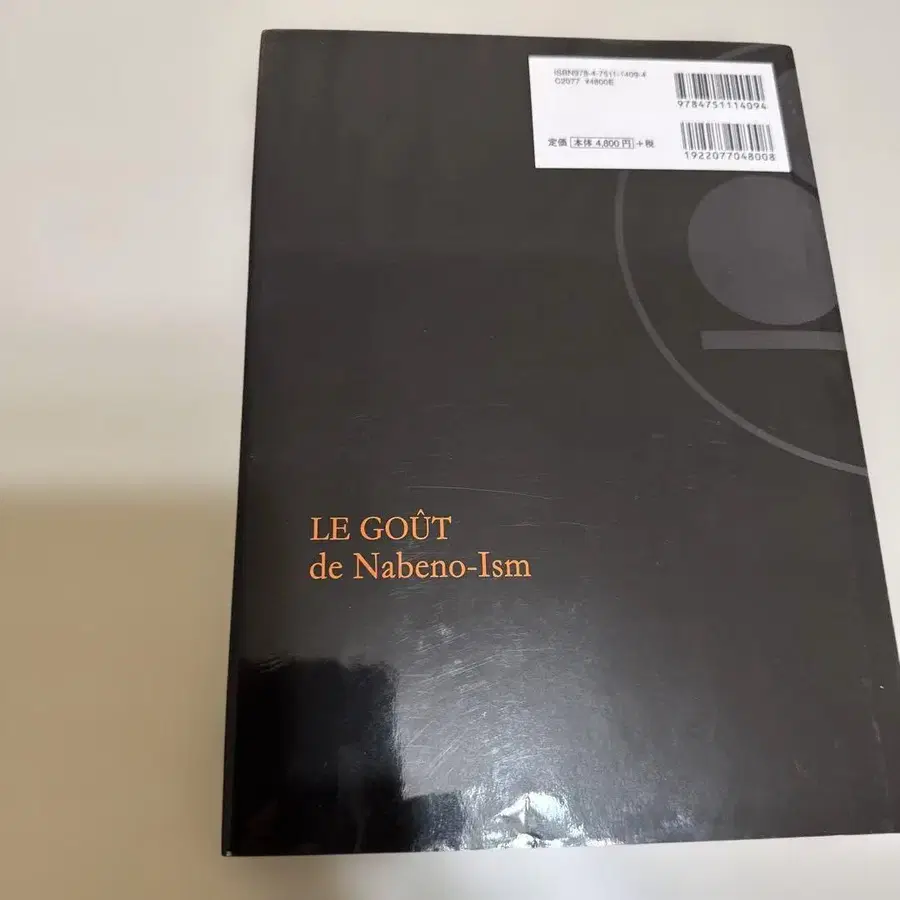 ISBN978-4-7511-1409-4
C2077 ¥4800E
9784751114094
定価 本体 4,800 円 +税
1922077048008
LE GOÛT
de Nabeno-Ism